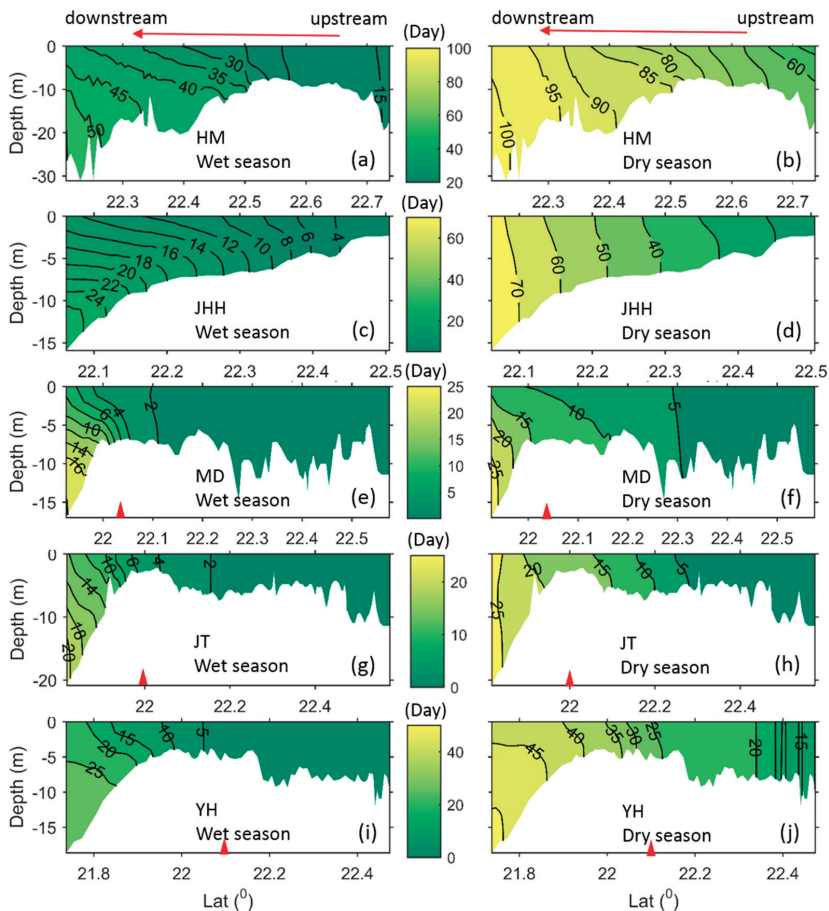 downstream upstream (Day) downstream upstream
0 -10 -20 -30 Depth (m) 50 45 40 35 30 15 HM Wet season (a) 100 80 60 40 20 100 95 90 85 80 60 HM Dry season (b)
22.3 22.4 22.5 22.6 22.7 22.3 22.4 22.5 22.6 22.7
(Day)
0 -5 -10 -15 Depth (m) 24 22 20 18 16 14 12 10 8 6 4 JHH Wet season (c) 60 40 20 70 60 50 40 JHH Dry season (d)
22.1 22.2 22.3 22.4 22.5 22.1 22.2 22.3 22.4 22.5
(Day)
0 -5 -10 -15 Depth (m) 16 14 10 6 4 2 MD Wet season (e) 25 20 15 10 5 25 20 15 10 5 MD Dry season (f)
22 22.1 22.2 22.3 22.4 22.5 22 22.1 22.2 22.3 22.4 22.5
(Day)
0 -10 -20 Depth (m) 20 18 14 10 6 4 2 JT Wet season (g) 20 10 0 25 20 15 10 5 JT Dry season (h)
22 22.2 22.4 22 22.2 22.4
(Day)
0 -5 -10 -15 Depth (m) 25 20 15 10 5 YH Wet season (i) 40 20 0 45 40 35 30 25 20 15 YH Dry season (j)
21.8 22 22.2 22.4 21.8 22 22.2 22.4
Lat (0) Lat (0)